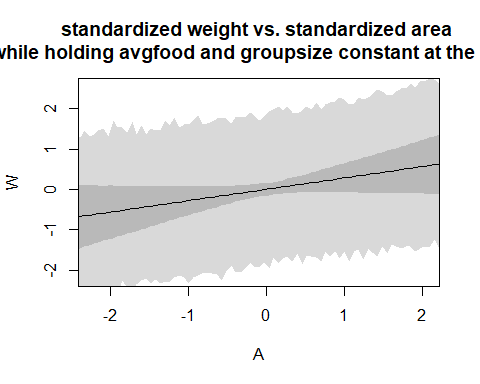 standardized weight vs. standardized area
while holding avgfood and groupsize constant at the
2
1
0
-1
-2
W
-2
-1
0
1
2
A